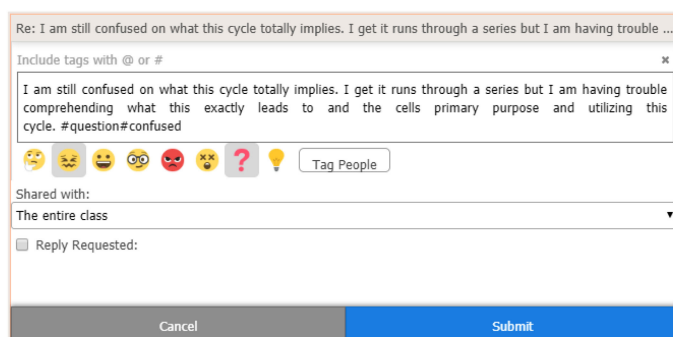 Re: I am still confused on what this cycle totally implies. I get it runs through a series but I am having trouble ...
Include tags with @ or #
I am still confused on what this cycle totally implies. I get it runs through a series but I am having trouble
comprehending what this exactly leads to and the cells primary purpose and utilizing this
cycle. #question#confused
Tag People
Shared with:
The entire class
Reply Requested:
Cancel Submit